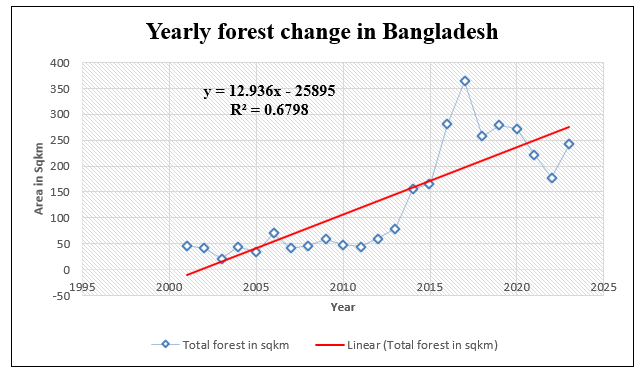 Yearly forest change in Bangladesh
y = 12.936x - 25895
R² = 0.6798
Area in Sqkm
400
350
300
250
200
150
100
50
0
-50
1995 2000 2005 2010 2015 2020 2025
Year
Total forest in sqkm Linear (Total forest in sqkm)